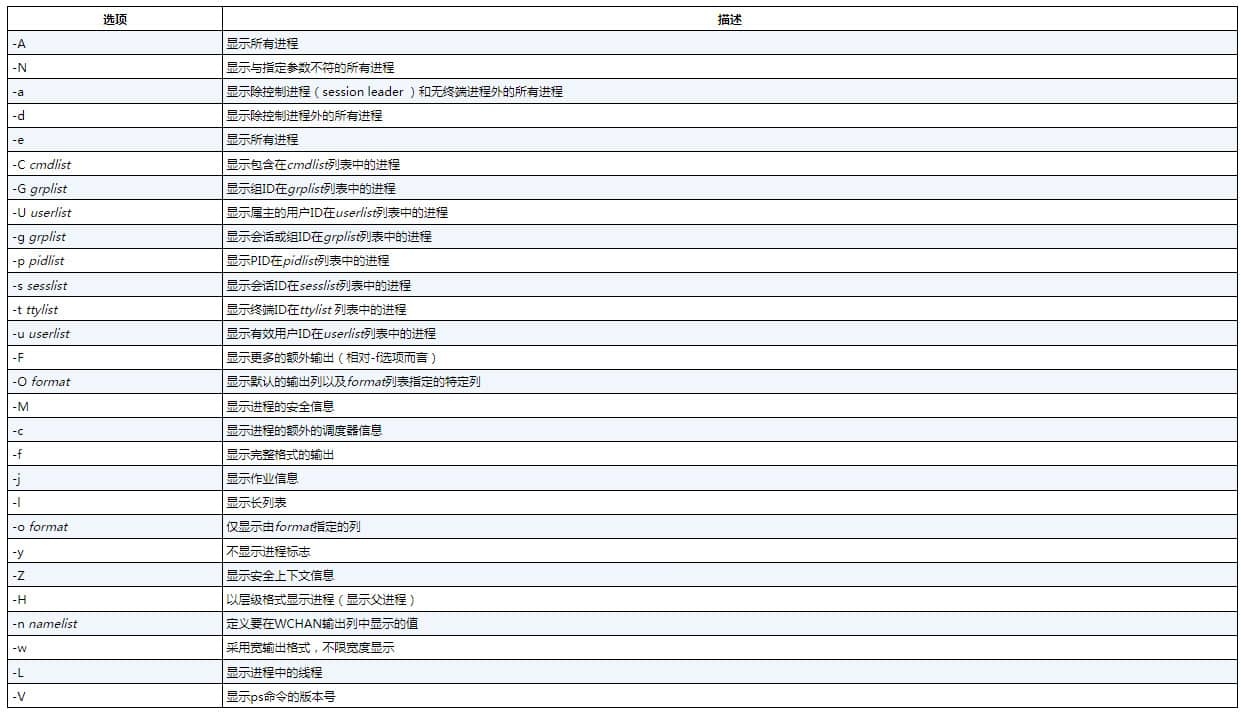 选项 描述
-A 显示所有进程
-N 显示与指定参数不符的所有进程
-a 显示除控制进程（session leader ）和无终端进程外的所有进程
-d 显示除控制进程外的所有进程
-e 显示所有进程
-C cmdlist 显示包含在cmdlist列表中的进程
-G grplist 显示组ID在grplist列表中的进程
-U userlist 显示属主的用户ID在userlist列表中的进程
-g grplist 显示会话或组ID在grplist列表中的进程
-p pidlist 显示PID在pidlist列表中的进程
-s sesslist 显示会话ID在sesslist列表中的进程
-t ttylist 显示终端ID在ttylist 列表中的进程
-u userlist 显示有效用户ID在userlist列表中的进程
-F 显示更多的额外输出（相对-f选项而言）
-O format 显示默认的输出列以及format列表指定的特定列
-M 显示进程的安全信息
-c 显示进程的额外的调度器信息
-f 显示完整格式的输出
-j 显示作业信息
-l 显示长列表
-o format 仅显示由format指定的列
-y 不显示进程标志
-Z 显示安全上下文信息
-H 以层级格式显示进程（显示父进程）
-n namelist 定义要在WCHAN输出列中显示的值
-w 采用宽输出格式，不限宽度显示
-L 显示进程中的线程
-V 显示ps命令的版本号